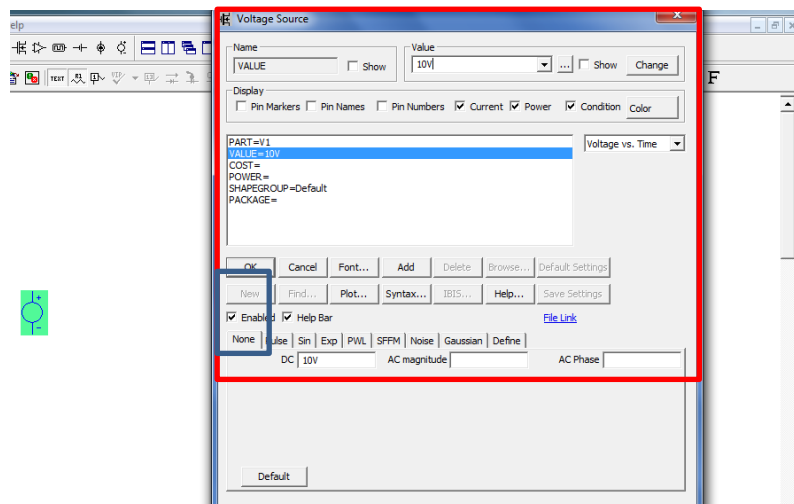 elp
Voltage Source
Name
Value
VALUE
Show
10V
...
Show
Change
TEXT
F
Display
Pin Markers
Pin Names
Pin Numbers
Current
Power
Condition
Color
PART=V1
VALUE=10V
COST=
POWER=
SHAPEGROUP=Default
PACKAGE=
Voltage vs. Time
OK
Cancel
Font...
Add
Delete
Browse...
Default Settings
New
Find...
Plot...
Syntax...
IBIS...
Help...
Save Settings
Enabled
Help Bar
File Link
None
Pulse
Sin
Exp
PWL
SFFM
Noise
Gaussian
Define
DC
10V
AC magnitude
AC Phase
Default